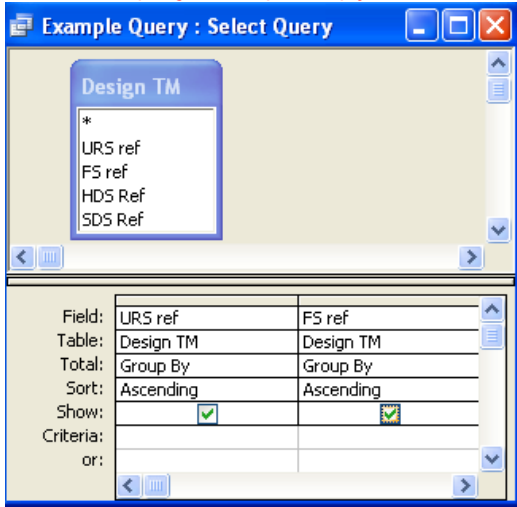 Example Query : Select Query
Design TM
*
URS ref
FS ref
HDS Ref
SDS Ref
Field: URS ref FS ref
Table: Design TM Design TM
Total: Group By Group By
Sort: Ascending Ascending
Show:
Criteria:
or: